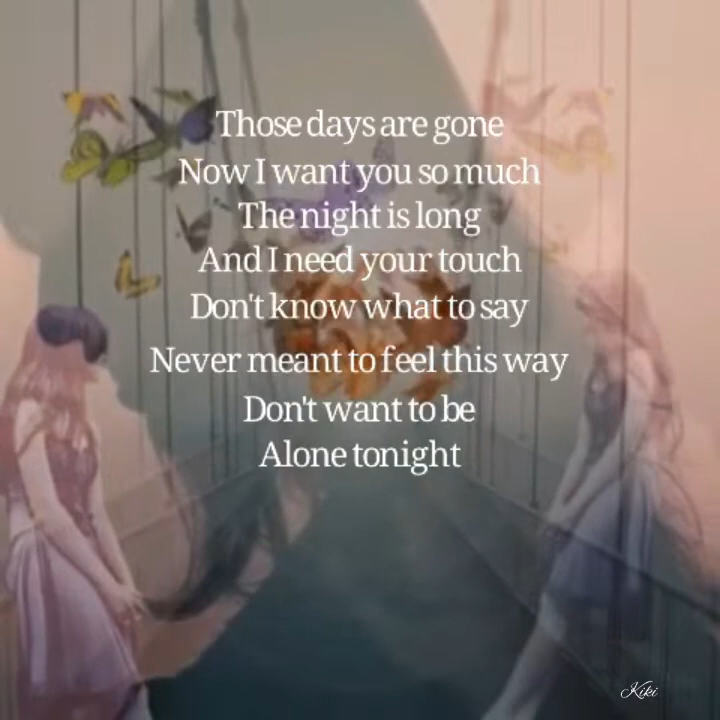 Those days are gone
Now I want you so much
The night is long
And I need your touch
Don't know what to say
Never meant to feel this way
Don't want to be
Alone tonight
Kiki